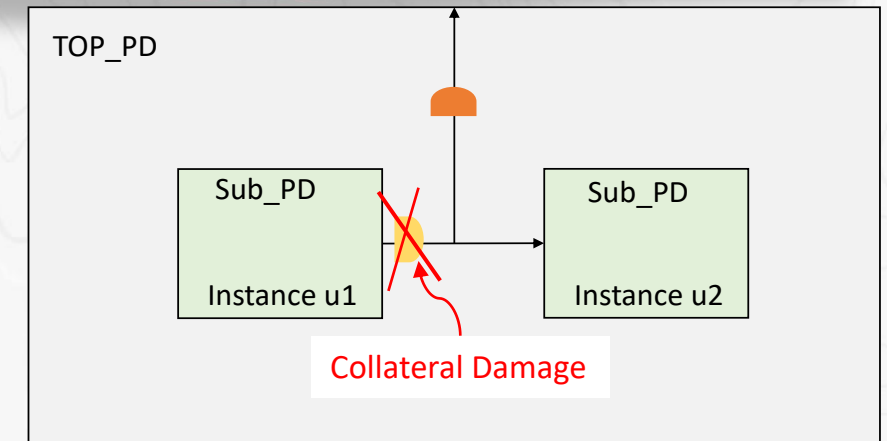 TOP_PD
Sub_PD
Sub_PD
Instance u1
Instance u2
Collateral Damage